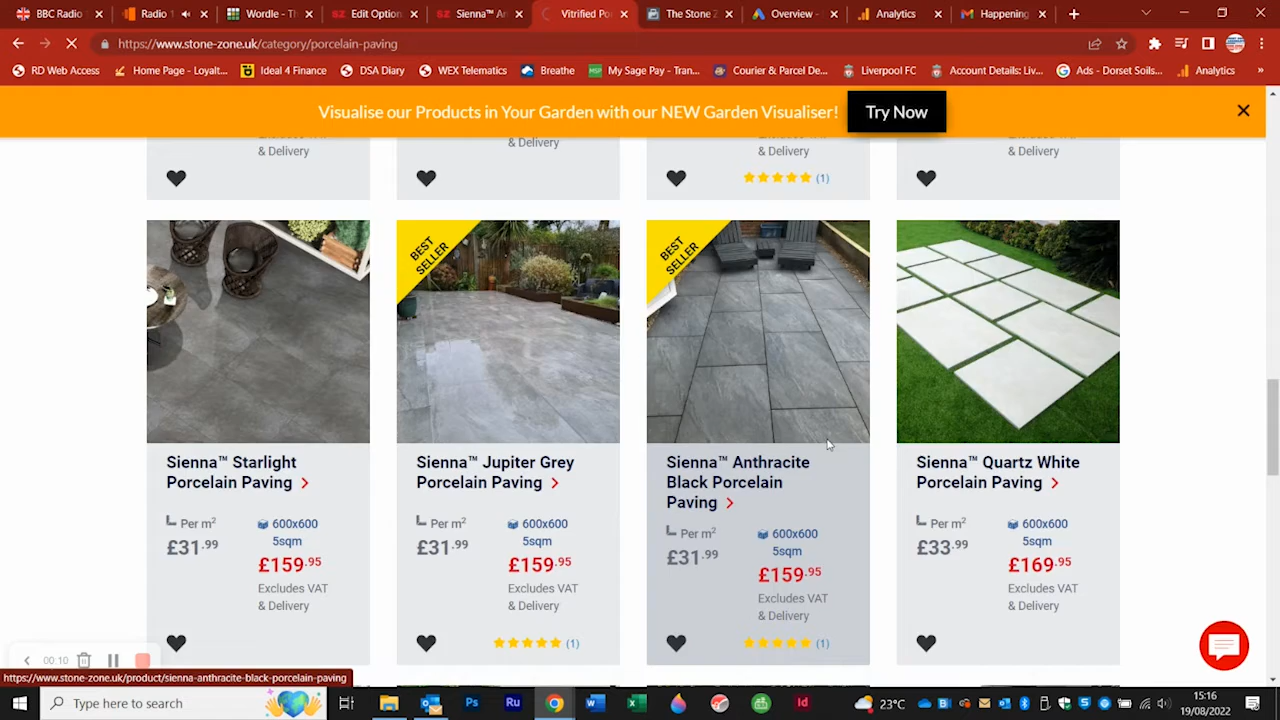 BBC Radio
Radio 1
Wordle - Th
Edit Option
Sienna™ An
Vitrified Po
The Stone Z
Overview -
Analytics
Happening
https://www.stone-zone.uk/category/porcelain-paving
RD Web Access
Home Page - Loyalt...
Ideal 4 Finance
DSA Diary
WEX Telematics
Breathe
My Sage Pay - Tran...
Courier & Parcel De...
Liverpool FC
Account Details: Liv...
Ads - Dorset Soils...
Analytics
Visualise our Products in Your Garden with our NEW Garden Visualiser!
Try Now
& Delivery
& Delivery
& Delivery
(1)
& Delivery
BEST
SELLER
BEST
SELLER
Sienna™ Starlight
Porcelain Paving
Per m²
£31.99
600x600
5sqm
£159.95
Excludes VAT
& Delivery
Sienna™ Jupiter Grey
Porcelain Paving
Per m²
£31.99
600x600
5sqm
£159.95
Excludes VAT
& Delivery
(1)
Sienna™ Anthracite
Black Porcelain
Paving
Per m²
£31.99
600x600
5sqm
£159.95
Excludes VAT
& Delivery
(1)
Sienna™ Quartz White
Porcelain Paving
Per m²
£33.99
600x600
5sqm
£169.95
Excludes VAT
& Delivery
00:10
https://www.stone-zone.uk/product/sienna-anthracite-black-porcelain-paving
Type here to search
23°C
15:16
19/08/2022